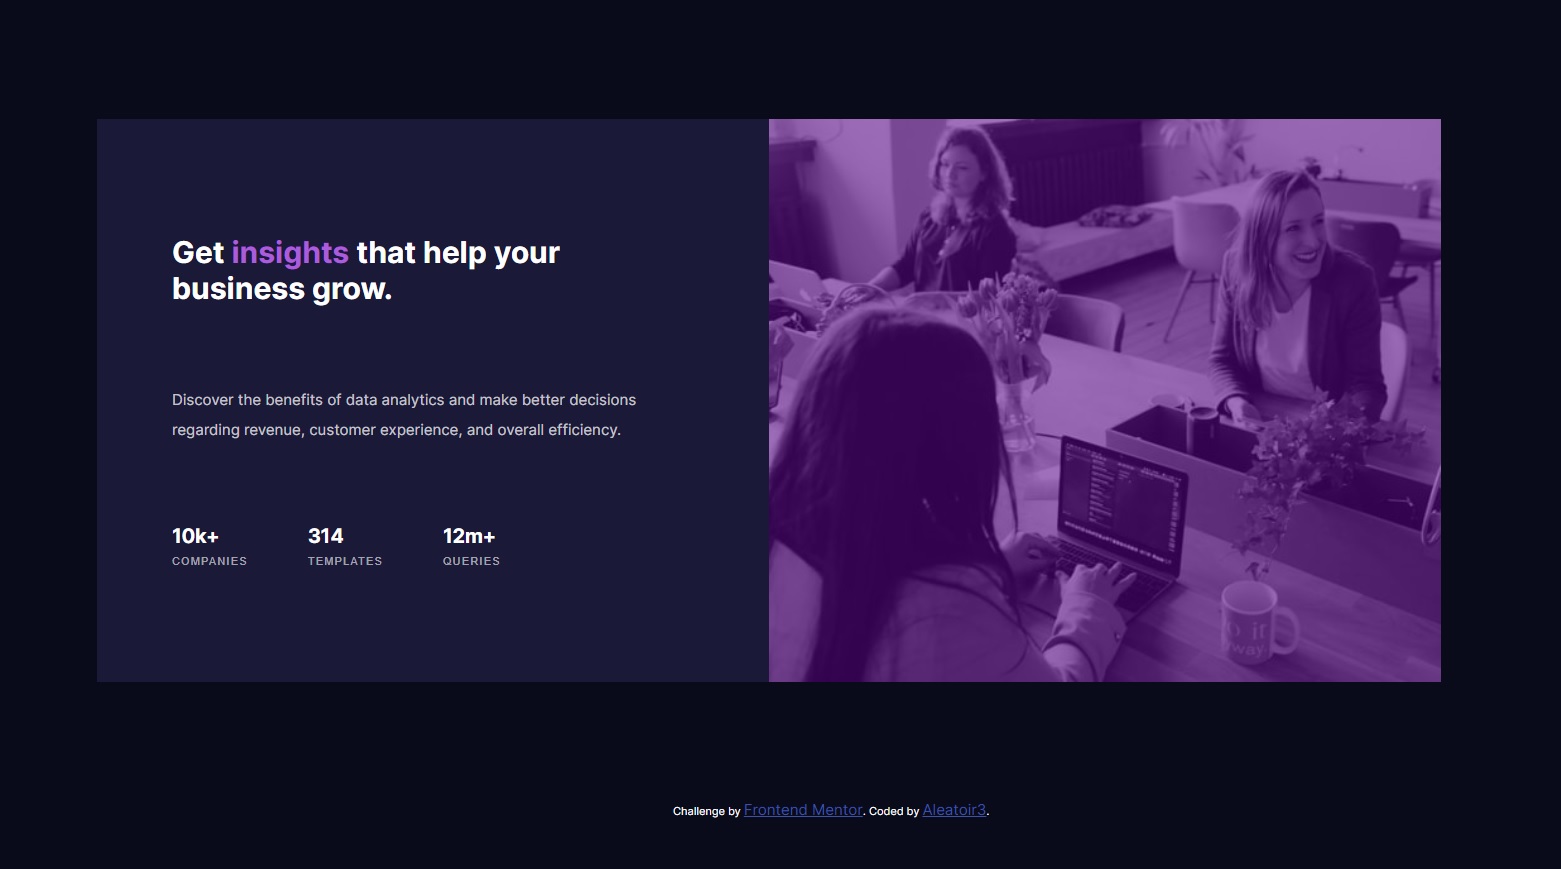 Get insights that help your
business grow.
Discover the benefits of data analytics and make better decisions
regarding revenue, customer experience, and overall efficiency.
10k+ 314 12m+
COMPANIES TEMPLATES QUERIES
way
Challenge by Frontend Mentor. Coded by Aleatoir3.